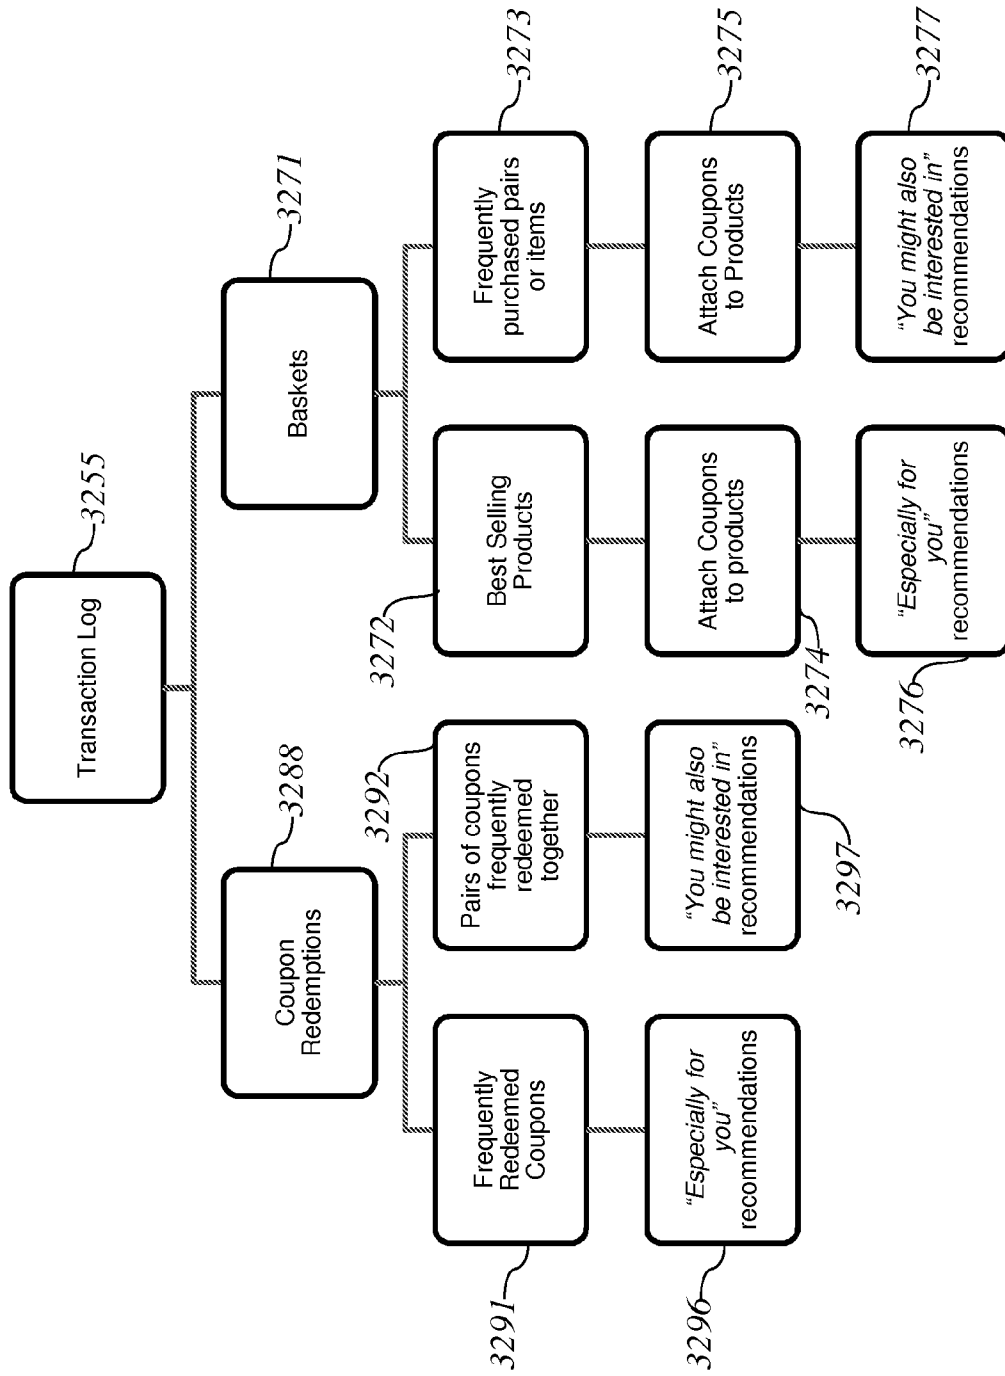 Transaction Log
3255
Coupon
Redemptions
3288
Baskets
3271
Frequently
Redeemed
Coupons
3291
Pairs of coupons
frequently
redeemed
together
3292
Best Selling
Products
3272
Frequently
purchased pairs
or items
3273
"Especially for
you"
recommendations
3296
"You might also
be interested in"
recommendations
3297
Attach Coupons
to products
3274
Attach Coupons
to Products
3275
"Especially for
you"
recommendations
3276
"You might also
be interested in"
recommendations
3277